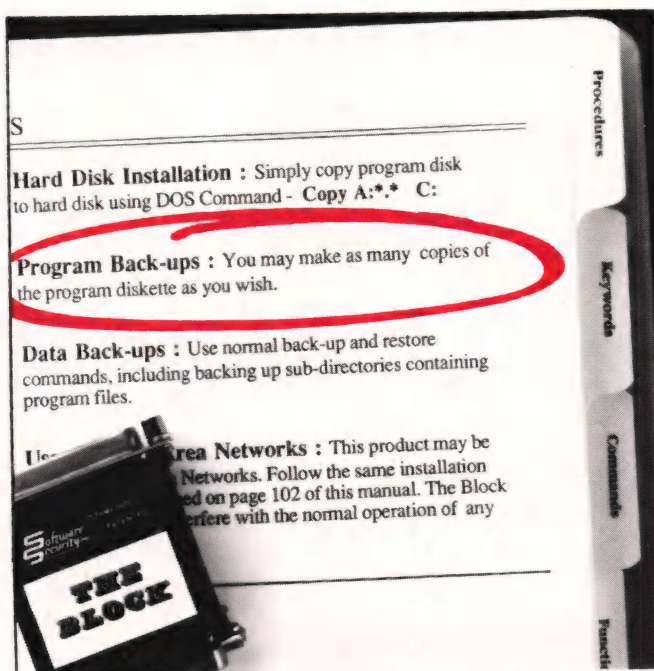 S
Hard Disk Installation : Simply copy program disk
to hard disk using DOS Command - Copy A:*.* C:
Program Back-ups : You may make as many copies of
the program diskette as you wish.
Data Back-ups : Use normal back-up and restore
commands, including backing up sub-directories containing
program files.
rea Networks : This product may be
Networks. Follow the same installation
ed on page 102 of this manual. The Block
erfere with the normal operation of any
Software
Security
THE
BLOCK
Procedures
Keywords
Commands
Functi